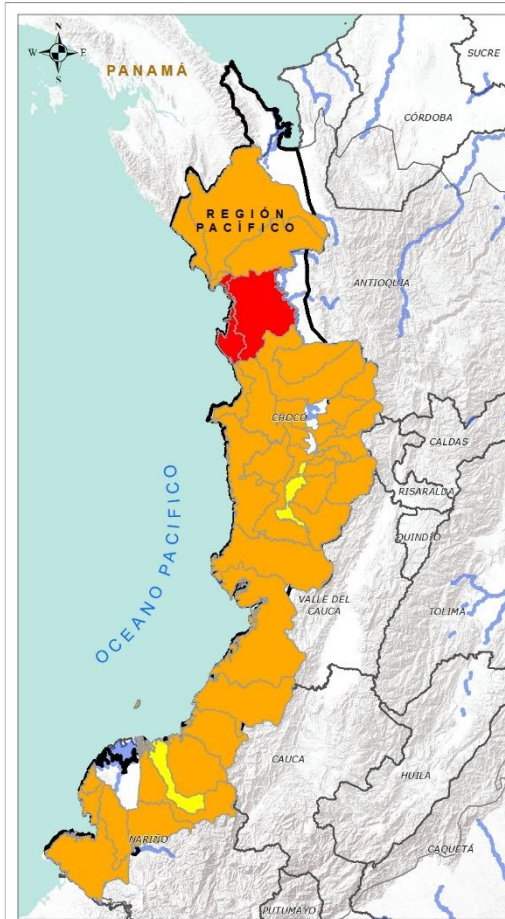 N
W E
S
PANAMÁ
SUCRE
CÓRDOBA
REGIÓN
PACÍFICO
ANTIOQUIA
CHOCÓ
CALDAS
RISARALDA
QUINDÍO
OCEANO PACIFICO
VALLE DEL
CAUCA
TOLIMA
CAUCA
HUILA
NARIÑO
CAQUETÁ
PUTUMAYO